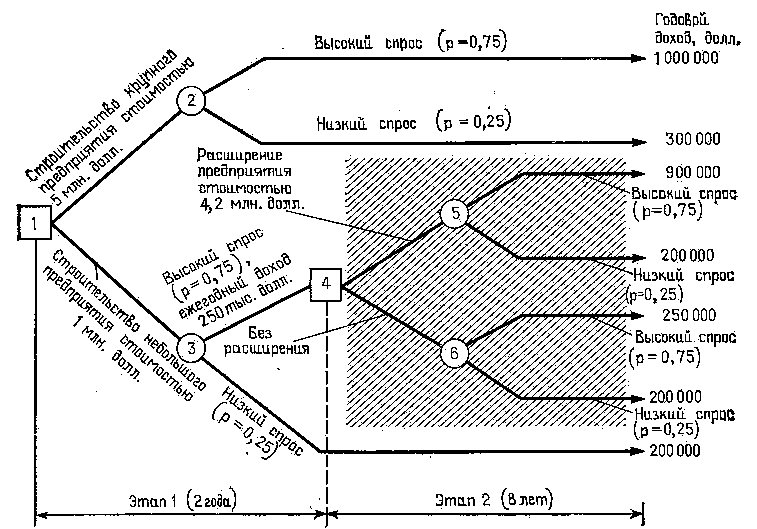 Годовой
доход, долл.
Высокий спрос (p=0,75)
1 000 000
Строительство крупного
предприятия стоимостью
5 млн. долл.
2
Низкий спрос (p = 0,25)
300 000
Расширение
предприятия
стоимостью
4,2 млн. долл.
900 000
Высокий спрос
(p=0,75)
5
1
200 000
Низкий спрос
(p=0,25)
Высокий спрос
(p=0,75),
ежегодный доход
250 тыс. долл.
4
Строительство небольшого
предприятия стоимостью
1 млн. долл.
3
Без
расширения
250 000
Высокий спрос
(p = 0,75)
6
200 000
Низкий спрос
(p=0,25)
Низкий спрос
(p=0,25)
200 000
Этап 1 (2 года)
Этап 2 (8 лет)